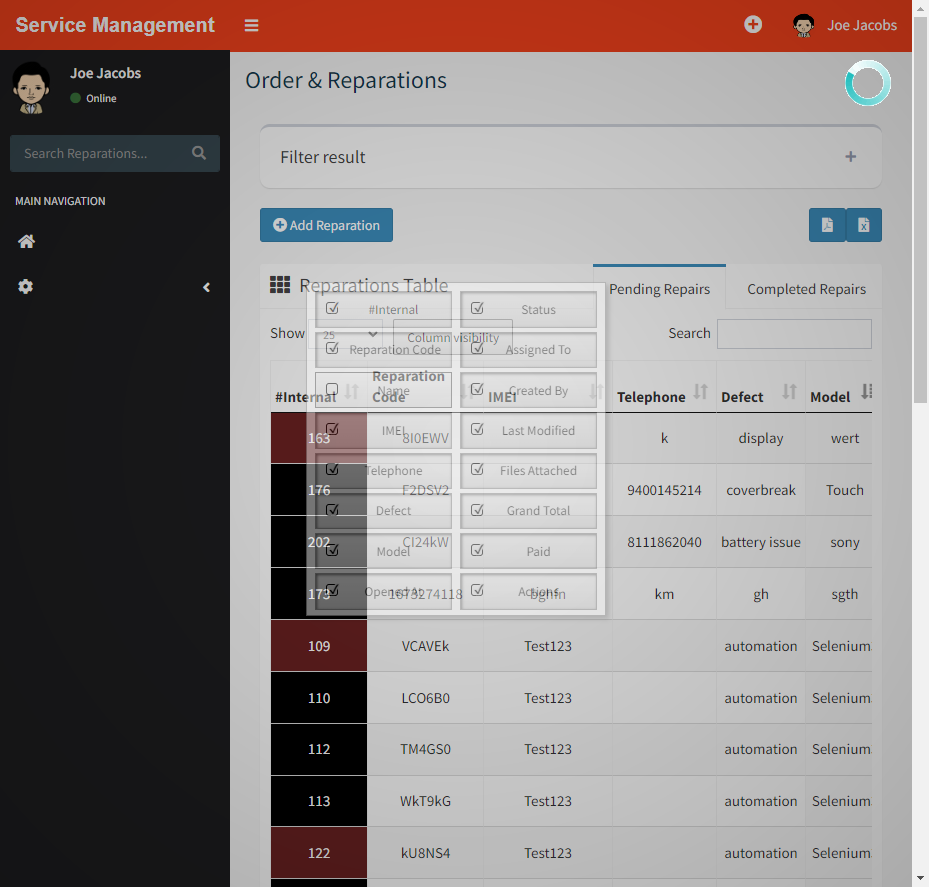 Service Management
Joe Jacobs
Joe Jacobs
Online
Search Reparations...
MAIN NAVIGATION
Order & Reparations
Filter result
Add Reparation
Reparations Table
Pending Repairs
Completed Repairs
Show 25
Column visibility
Search
#Internal
Status
Reparation Code
Assigned To
Name
Created By
IMEI
Last Modified
Telephone
Files Attached
Defect
Grand Total
Model
Paid
Opened At
Actions
#Internal Reparation Code IMEI Telephone Defect Model
163 8I0EWV k display wert
176 F2DSV2 9400145214 coverbreak Touch
202 CI24kW 8111862040 battery issue sony
173 1673274118 bghfn km gh sgth
109 VCAVEk Test123 automation Selenium
110 LCO6B0 Test123 automation Selenium
112 TM4GS0 Test123 automation Selenium
113 WkT9kG Test123 automation Selenium
122 kU8NS4 Test123 automation Selenium